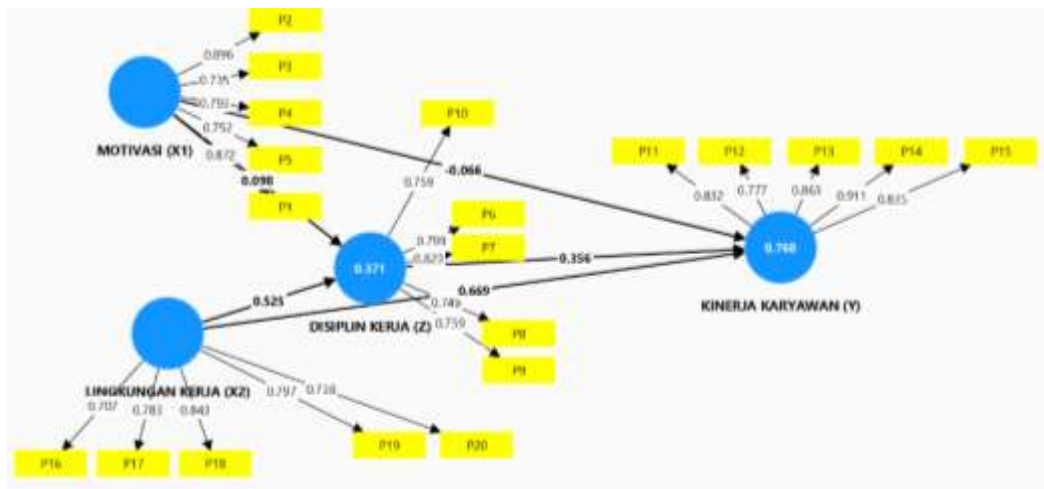 P2
0.896
P3
0.735
0.793
P4
0.752
MOTIVASI (X1)
0.872
P5
0.098
P1
P10
0.759
-0.066
P11
P12
P13
P14
P15
0.832
0.777
0.863
0.911
0.835
P6
0.799
P7
0.829
0.371
0.356
0.768
0.669
0.525
0.749
0.759
DISIPLIN KERJA (Z)
KINERJA KARYAWAN (Y)
P8
P9
LINGKUNGAN KERJA (X2)
0.707
0.783
0.843
0.797
0.738
P16
P17
P18
P19
P20